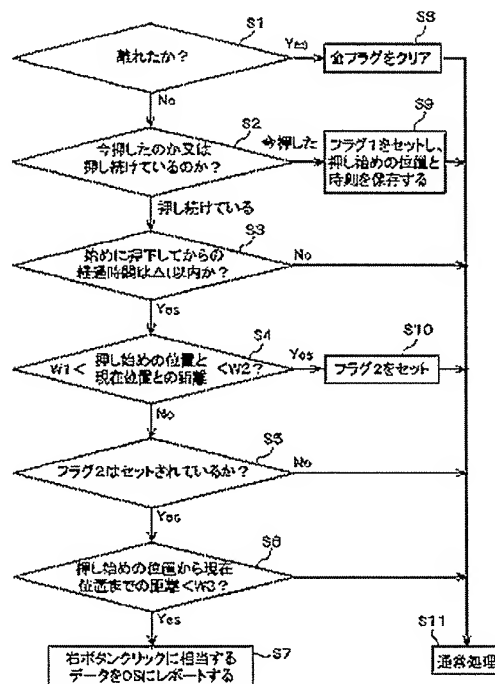 S1
離れたか?
Yes
S8
全フラグをクリア
No
S2
今押したのか又は
押し続けているのか?
今押した
S9
フラグ1をセットし、
押し始めの位置と
時刻を保存する
押し続けている
S3
始めに押下してからの
経過時間はΔt以内か?
No
Yes
S4
W1< 押し始めの位置と
現在位置との距離 <W2?
Yes
S10
フラグ2をセット
No
S5
フラグ2はセットされているか?
No
Yes
S6
押し始めの位置から現在
位置までの距離<W3?
Yes
S7
右ボタンクリックに相当する
データをOSにレポートする
S11
通常処理